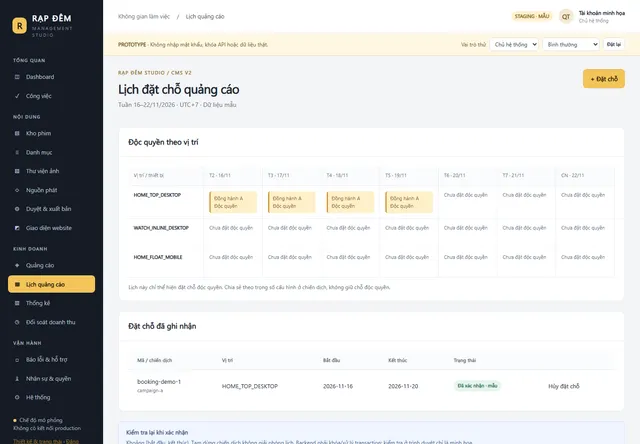 R
RẠP ĐÊM
MANAGEMENT
STUDIO
TỔNG QUAN
Dashboard
Công việc
NỘI DUNG
Kho phim
Danh mục
Thư viện ảnh
Nguồn phát
Duyệt & xuất bản
Giao diện website
KINH DOANH
Quảng cáo
Lịch quảng cáo
Thống kê
Đối soát doanh thu
VẬN HÀNH
Báo lỗi & hỗ trợ
Nhân sự & quyền
Hệ thống
Chế độ mô phỏng
Không có kết nối production
Không gian làm việc / Lịch quảng cáo
STAGING · MẪU
QT
Tài khoản minh họa
Chủ hệ thống
PROTOTYPE · Không nhập mật khẩu, khóa API hoặc dữ liệu thật.
Vai trò thử
Chủ hệ thống
Bình thường
Đặt lại
RẠP ĐÊM STUDIO / CMS V2
Lịch đặt chỗ quảng cáo
Tuần 16–22/11/2026 · UTC+7 · Dữ liệu mẫu
+ Đặt chỗ
Độc quyền theo vị trí
Vị trí / thiết bị T2 · 16/11 T3 · 17/11 T4 · 18/11 T5 · 19/11 T6 · 20/11 T7 · 21/11 CN · 22/11
HOME_TOP_DESKTOP Đồng hành A Đồng hành A Đồng hành A Đồng hành A Chưa đặt độc quyền Chưa đặt độc quyền Chưa đặt độc quyền
Độc quyền Độc quyền Độc quyền Độc quyền
WATCH_INLINE_DESKTOP Chưa đặt độc quyền Chưa đặt độc quyền Chưa đặt độc quyền Chưa đặt độc quyền Chưa đặt độc quyền Chưa đặt độc quyền Chưa đặt độc quyền
HOME_FLOAT_MOBILE Chưa đặt độc quyền Chưa đặt độc quyền Chưa đặt độc quyền Chưa đặt độc quyền Chưa đặt độc quyền Chưa đặt độc quyền Chưa đặt độc quyền
Lịch này chỉ thể hiện đặt chỗ độc quyền. Chia sẻ theo trọng số cấu hình ở chiến dịch, không giữ chỗ độc quyền.
Đặt chỗ đã ghi nhận
Mã / chiến dịch Vị trí Bắt đầu Kết thúc Trạng thái
booking-demo-1 HOME_TOP_DESKTOP 2026-11-16 2026-11-20 Đã xác nhận · mẫu Hủy đặt chỗ
campaign-a
Kiểm tra lại khi xác nhận